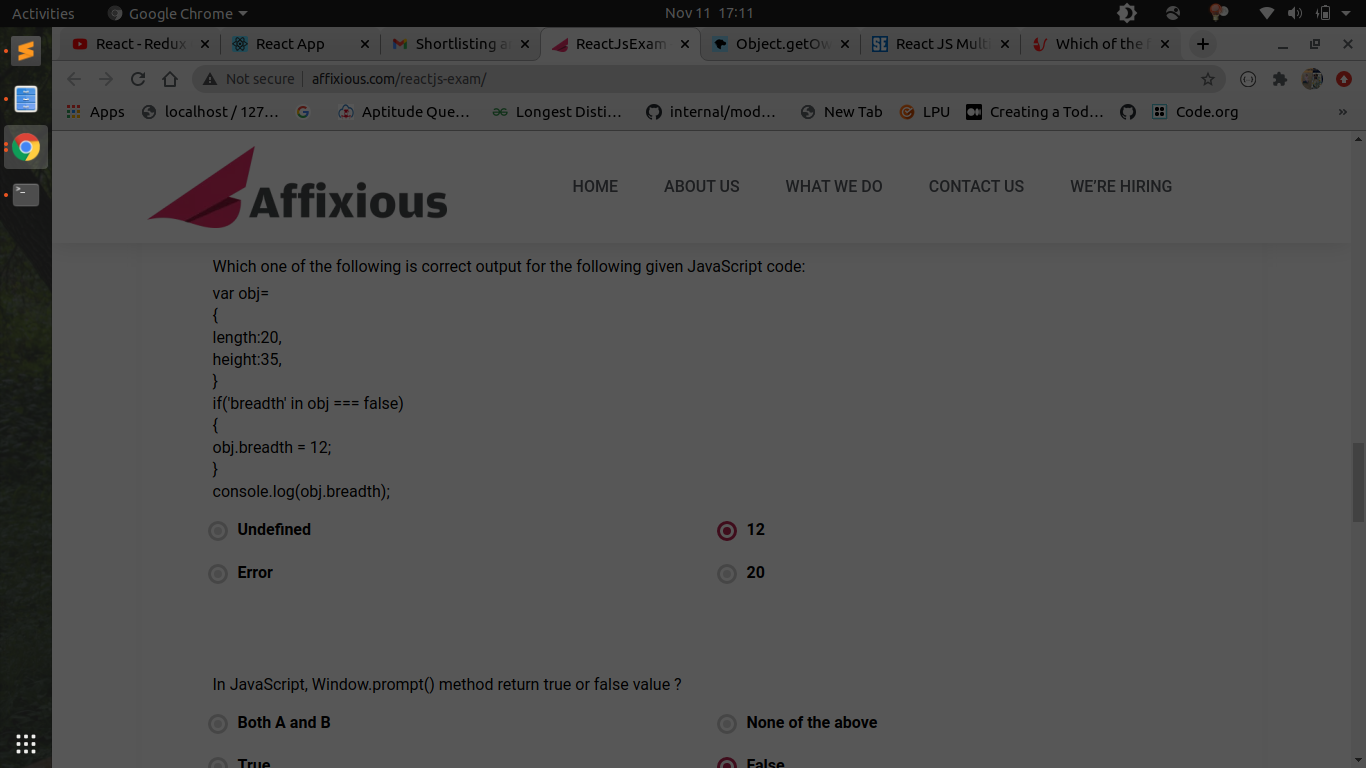 Activities
Google Chrome
Nov 11 17:11
React - Redux
React App
Shortlisting a
ReactJsExam
Object.getOw
React JS Multi
Which of the
Not secure
affixious.com/reactjs-exam/
Apps
localhost / 127...
Aptitude Que...
Longest Disti...
internal/mod...
New Tab
LPU
Creating a Tod...
Code.org
»
Affixious
HOME
ABOUT US
WHAT WE DO
CONTACT US
WE'RE HIRING
Which one of the following is correct output for the following given JavaScript code:
var obj=
{
length:20,
height:35,
}
if('breadth' in obj === false)
{
obj.breadth = 12;
}
console.log(obj.breadth);
Undefined
12
Error
20
In JavaScript, Window.prompt() method return true or false value ?
Both A and B
None of the above
True
False